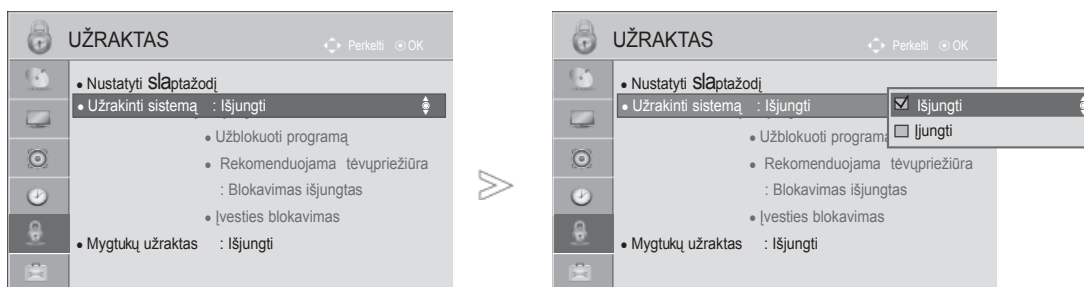 UŽRAKTAS
Perkelti OK
• Nustatyti slaptažodį
• Užrakinti sistemą : Išjungti
• Užblokuoti programą
• Rekomenduojama tėvųpriežiūra
: Blokavimas išjungtas
• Įvesties blokavimas
• Mygtukų užraktas : Išjungti
UŽRAKTAS
Perkelti OK
• Nustatyti slaptažodį
• Užrakinti sistemą : Išjungti
Išjungti
Įjungti
• Užblokuoti programą
• Rekomenduojama tėvųpriežiūra
: Blokavimas išjungtas
• Įvesties blokavimas
• Mygtukų užraktas : Išjungti